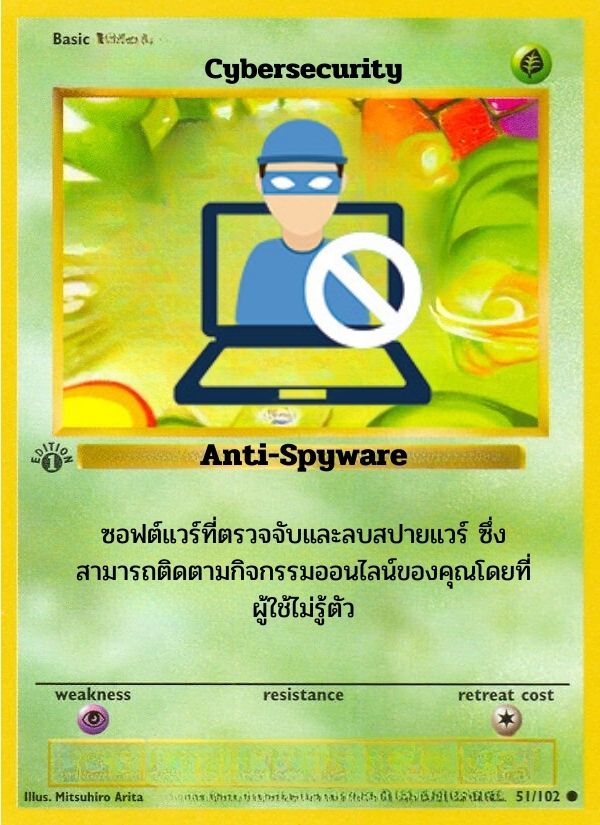 Basic
Cybersecurity
EDITION
1
Anti-Spyware
ซอฟต์แวร์ที่ตรวจจับและลบสปายแวร์ ซึ่ง
สามารถติดตามกิจกรรมออนไลน์ของคุณโดยที่
ผู้ใช้ไม่รู้ตัว
weakness resistance retreat cost
Illus. Mitsuhiro Arita 51/102